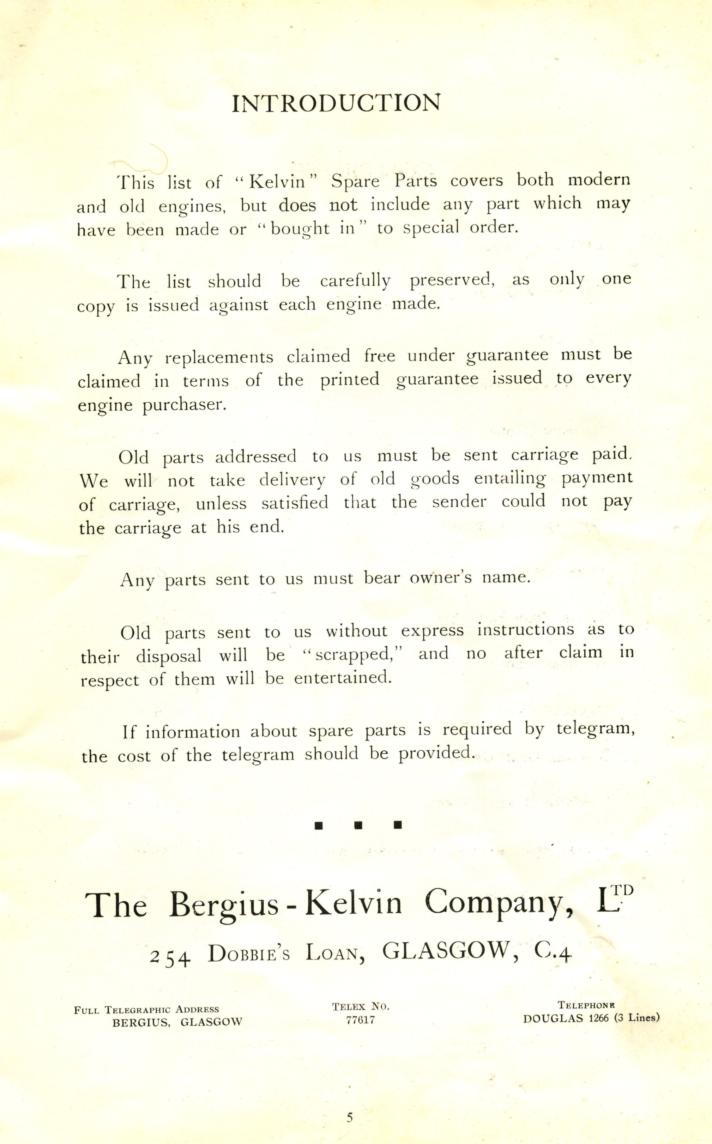 INTRODUCTION
This list of "Kelvin" Spare Parts covers both modern
and old engines, but does not include any part which may
have been made or "bought in" to special order.
The list should be carefully preserved, as only one
copy is issued against each engine made.
Any replacements claimed free under guarantee must be
claimed in terms of the printed guarantee issued to every
engine purchaser.
Old parts addressed to us must be sent carriage paid.
We will not take delivery of old goods entailing payment
of carriage, unless satisfied that the sender could not pay
the carriage at his end.
Any parts sent to us must bear owner's name.
Old parts sent to us without express instructions as to
their disposal will be "scrapped," and no after claim in
respect of them will be entertained.
If information about spare parts is required by telegram,
the cost of the telegram should be provided.
The Bergius-Kelvin Company, LTD
254 DOBBIE'S LOAN, GLASGOW, C.4
FULL TELEGRAPHIC ADDRESS
BERGIUS, GLASGOW
TELEX NO.
77617
TELEPHONE
DOUGLAS 1266 (3 Lines)
5